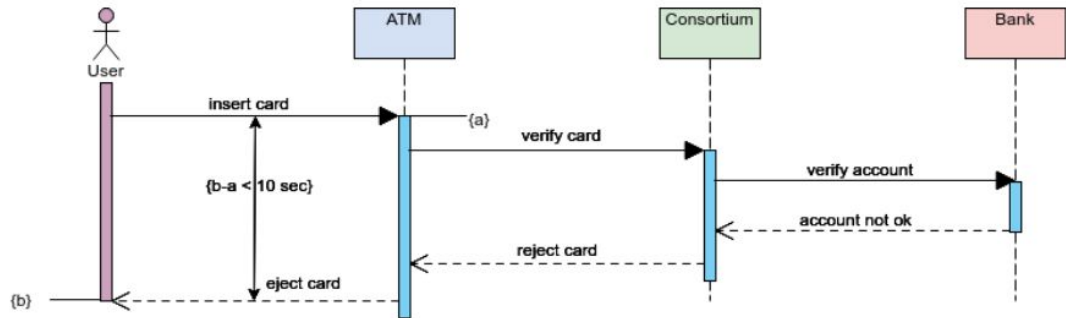 ATM
Consortium
Bank
User
insert card
{a}
verify card
verify account
{b-a < 10 sec}
account not ok
reject card
eject card
{b}